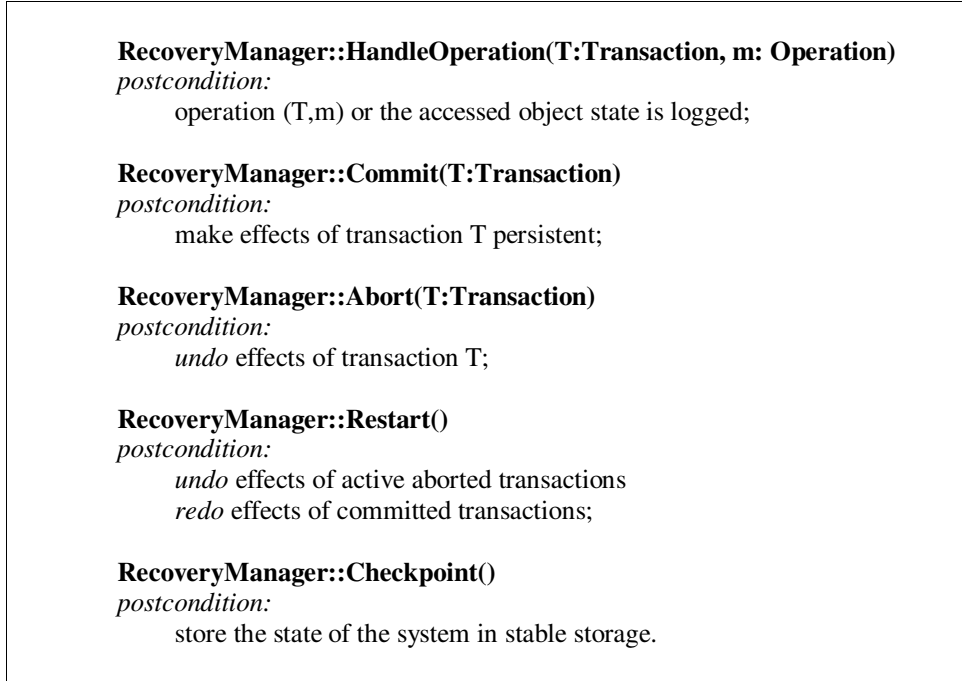 RecoveryManager::HandleOperation(T:Transaction, m: Operation)
postcondition:
operation (T,m) or the accessed object state is logged;
RecoveryManager::Commit(T:Transaction)
postcondition:
make effects of transaction T persistent;
RecoveryManager::Abort(T:Transaction)
postcondition:
undo effects of transaction T;
RecoveryManager::Restart()
postcondition:
undo effects of active aborted transactions
redo effects of committed transactions;
RecoveryManager::Checkpoint()
postcondition:
store the state of the system in stable storage.